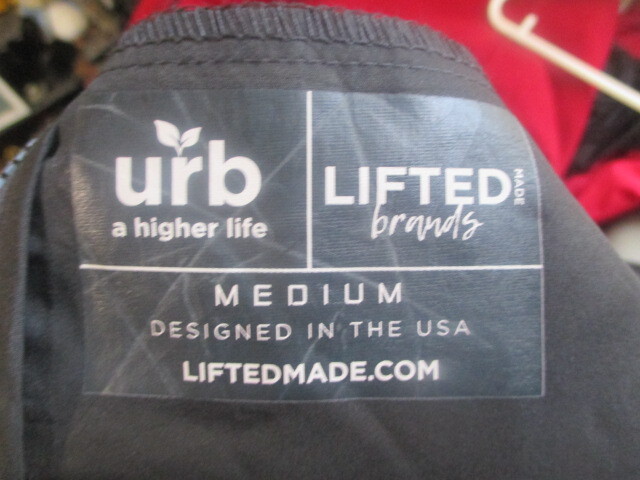 urb
a higher life
LIFTED MADE
brands
MEDIUM
DESIGNED IN THE USA
LIFTEDMADE.COM